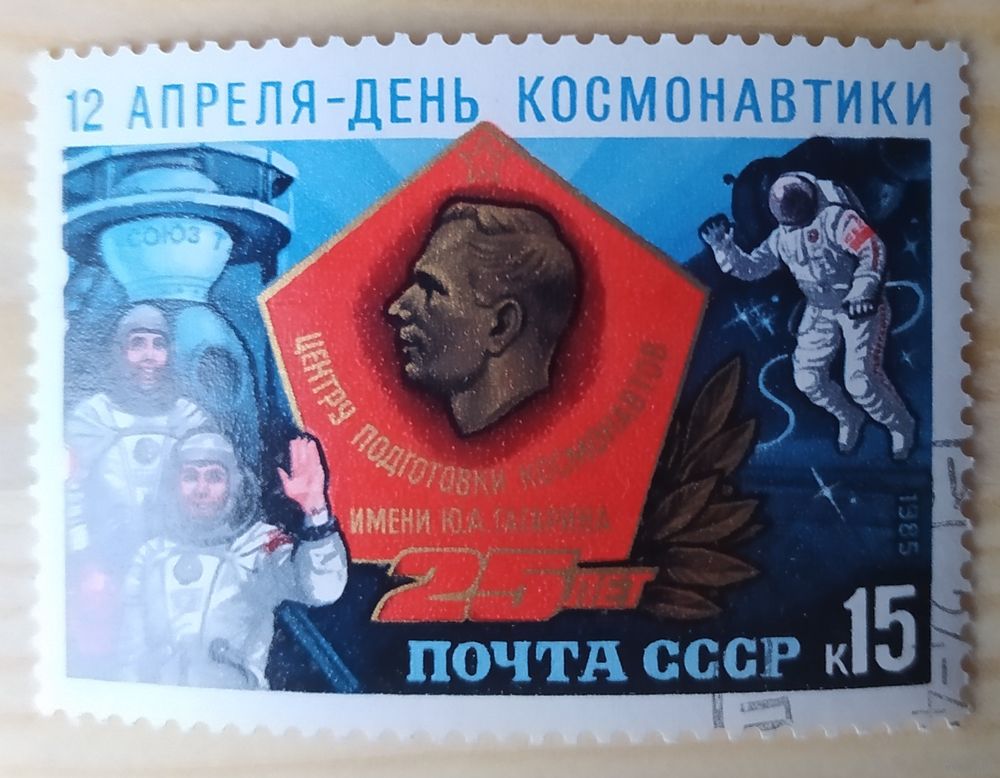 12 АПРЕЛЯ-ДЕНЬ КОСМОНАВТИКИ
СОЮЗ Т
ЦЕНТРУ ПОДГОТОВКИ КОСМОНАВТОВ
ИМЕНИ Ю.А.ГАГАРИНА
25 ЛЕТ
1985
ПОЧТА СССР к15